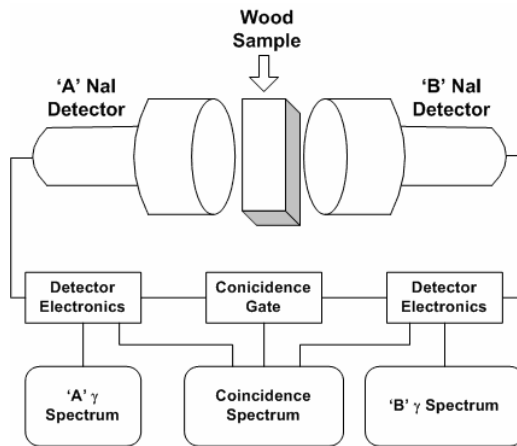 Wood
Sample
‘A’ NaI
Detector
‘B’ NaI
Detector
Detector
Electronics
Conicidence
Gate
Detector
Electronics
‘A’ γ
Spectrum
Coincidence
Spectrum
‘B’ γ Spectrum